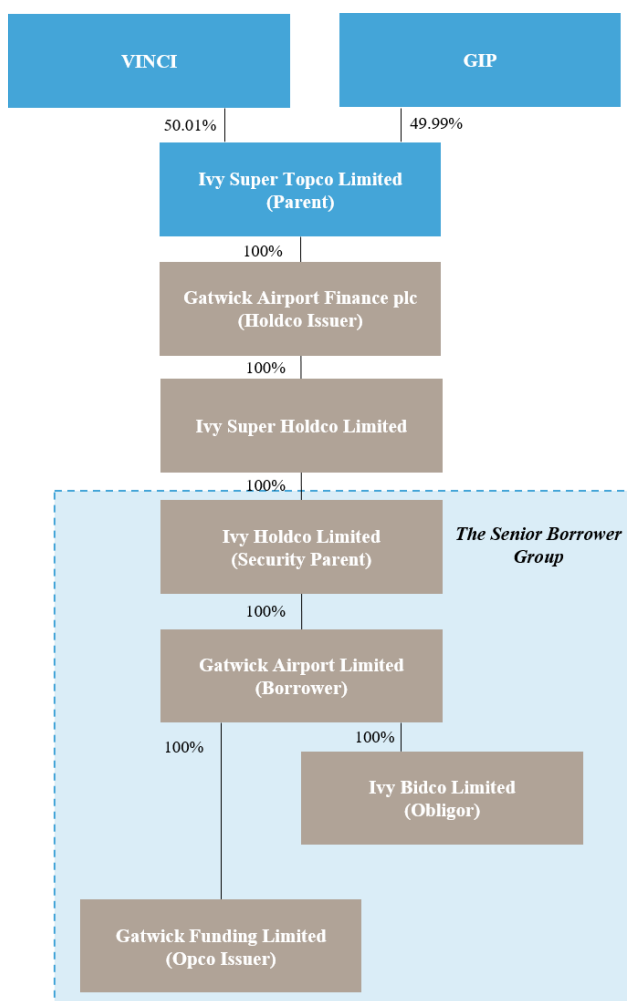 VINCI
GIP
50.01%
49.99%
Ivy Super Topco Limited
(Parent)
100%
Gatwick Airport Finance plc
(Holdco Issuer)
100%
Ivy Super Holdco Limited
100%
Ivy Holdco Limited
(Security Parent)
The Senior Borrower
Group
100%
Gatwick Airport Limited
(Borrower)
100%
100%
Ivy Bidco Limited
(Obligor)
Gatwick Funding Limited
(Opco Issuer)